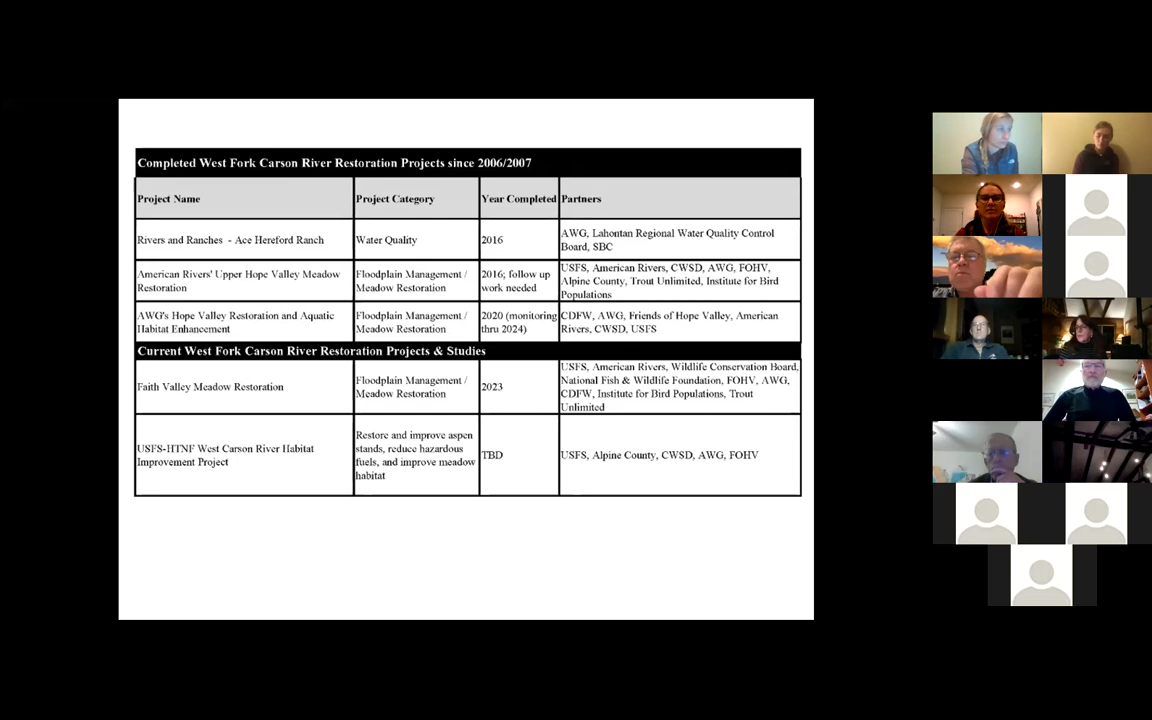 Completed West Fork Carson River Restoration Projects since 2006/2007
Project Name Project Category Year Completed Partners
Rivers and Ranches - Ace Hereford Ranch Water Quality 2016 AWG, Lahontan Regional Water Quality Control
Board, SBC
American Rivers' Upper Hope Valley Meadow
Restoration
Floodplain Management /
Meadow Restoration
2016; follow up
work needed
USFS, American Rivers, CWSD, AWG, FOHV,
Alpine County, Trout Unlimited, Institute for Bird
Populations
AWG's Hope Valley Restoration and Aquatic
Habitat Enhancement
Floodplain Management /
Meadow Restoration
2020 (monitoring
thru 2024)
CDFW, AWG, Friends of Hope Valley, American
Rivers, CWSD, USFS
Current West Fork Carson River Restoration Projects & Studies
Faith Valley Meadow Restoration
Floodplain Management /
Meadow Restoration
2023
USFS, American Rivers, Wildlife Conservation Board,
National Fish & Wildlife Foundation, FOHV, AWG,
CDFW, Institute for Bird Populations, Trout
Unlimited
USFS-HTNF West Carson River Habitat
Improvement Project
Restore and improve aspen
stands, reduce hazardous
fuels, and improve meadow
habitat
TBD
USFS, Alpine County, CWSD, AWG, FOHV